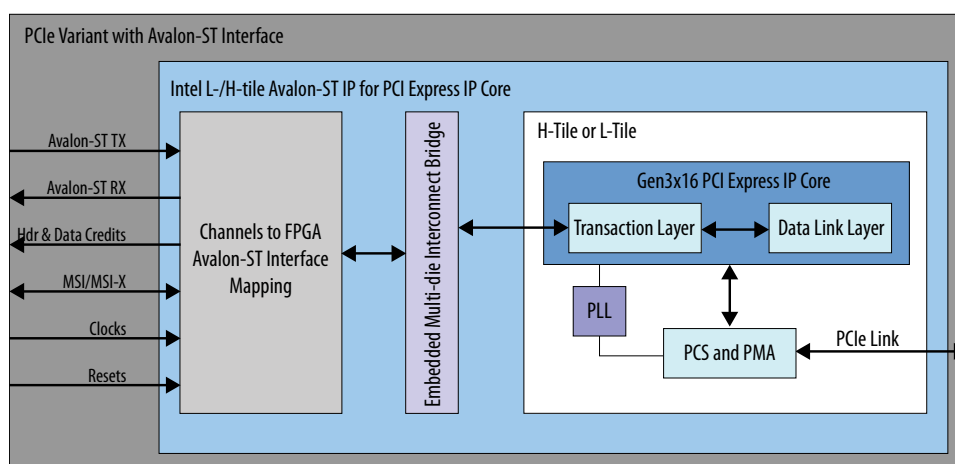 PCIe Variant with Avalon-ST Interface
Intel L-/H-tile Avalon-ST IP for PCI Express IP Core
Avalon-ST TX
Avalon-ST RX
Hdr & Data Credits
MSI/MSI-X
Clocks
Resets
Channels to FPGA
Avalon-ST Interface
Mapping
Embedded Multi-die Interconnect Bridge
H-Tile or L-Tile
Gen3x16 PCI Express IP Core
Transaction Layer
Data Link Layer
PLL
PCS and PMA
PCIe Link